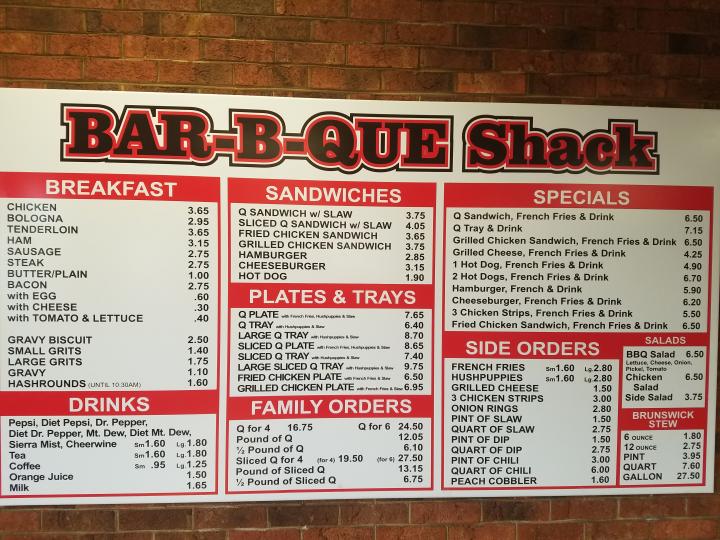 BAR-B-QUE Shack
BREAKFAST
CHICKEN 3.65
BOLOGNA 2.95
TENDERLOIN 3.65
HAM 3.15
SAUSAGE 2.75
STEAK 2.75
BUTTER/PLAIN 1.00
BACON 2.75
with EGG .60
with CHEESE .30
with TOMATO & LETTUCE .40
GRAVY BISCUIT 2.50
SMALL GRITS 1.40
LARGE GRITS 1.75
GRAVY 1.10
HASHROUNDS (UNTIL 10:30AM) 1.60
DRINKS
Pepsi, Diet Pepsi, Dr. Pepper,
Diet Dr. Pepper, Mt. Dew, Diet Mt. Dew,
Sierra Mist, Cheerwine Sm 1.60 Lg. 1.80
Tea Sm 1.60 Lg. 1.80
Coffee Sm .95 Lg. 1.25
Orange Juice 1.50
Milk 1.65
SANDWICHES
Q SANDWICH w/ SLAW 3.75
SLICED Q SANDWICH w/ SLAW 4.05
FRIED CHICKEN SANDWICH 3.65
GRILLED CHICKEN SANDWICH 3.75
HAMBURGER 2.85
CHEESEBURGER 3.15
HOT DOG 1.90
PLATES & TRAYS
Q PLATE with French Fries, Hushpuppies & Slaw 7.65
Q TRAY with Hushpuppies & Slaw 6.40
LARGE Q TRAY with Hushpuppies & Slaw 8.70
SLICED Q PLATE with French Fries, Hushpuppies & Slaw 8.65
SLICED Q TRAY with Hushpuppies & Slaw 7.40
LARGE SLICED Q TRAY with Hushpuppies & Slaw 9.75
FRIED CHICKEN PLATE with French Fries & Slaw 6.50
GRILLED CHICKEN PLATE with French Fries & Slaw 6.95
FAMILY ORDERS
Q for 4 16.75 Q for 6 24.50
Pound of Q 12.05
½ Pound of Q 6.10
Sliced Q for 4 (for 4) 19.50 (for 6) 27.50
Pound of Sliced Q 13.15
½ Pound of Sliced Q 6.75
SPECIALS
Q Sandwich, French Fries & Drink 6.50
Q Tray & Drink 7.15
Grilled Chicken Sandwich, French Fries & Drink 6.50
Grilled Cheese, French Fries & Drink 4.25
1 Hot Dog, French Fries & Drink 4.90
2 Hot Dogs, French Fries & Drink 6.70
Hamburger, French Fries & Drink 5.90
Cheeseburger, French Fries & Drink 6.20
3 Chicken Strips, French Fries & Drink 5.50
Fried Chicken Sandwich, French Fries & Drink 6.50
SIDE ORDERS
FRENCH FRIES Sm 1.60 Lg. 2.80
HUSHPUPPIES Sm 1.60 Lg. 2.80
GRILLED CHEESE 1.50
3 CHICKEN STRIPS 3.00
ONION RINGS 2.80
PINT OF SLAW 1.50
QUART OF SLAW 2.75
PINT OF DIP 1.50
QUART OF DIP 2.75
PINT OF CHILI 3.00
QUART OF CHILI 6.00
PEACH COBBLER 1.60
SALADS
BBQ Salad 6.50
Lettuce, Cheese, Onion,
Pickel, Tomato
Chicken 6.50
Salad
Side Salad 3.75
BRUNSWICK
STEW
6 OUNCE 1.80
12 OUNCE 2.75
PINT 3.95
QUART 7.60
GALLON 27.50